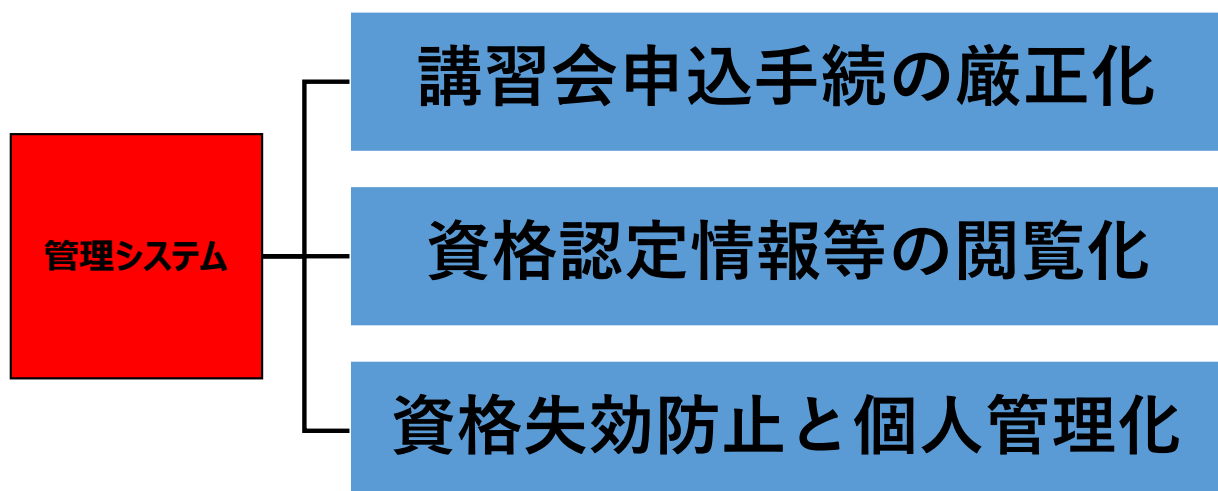 管理システム
講習会申込手続の厳正化
資格認定情報等の閲覧化
資格失効防止と個人管理化